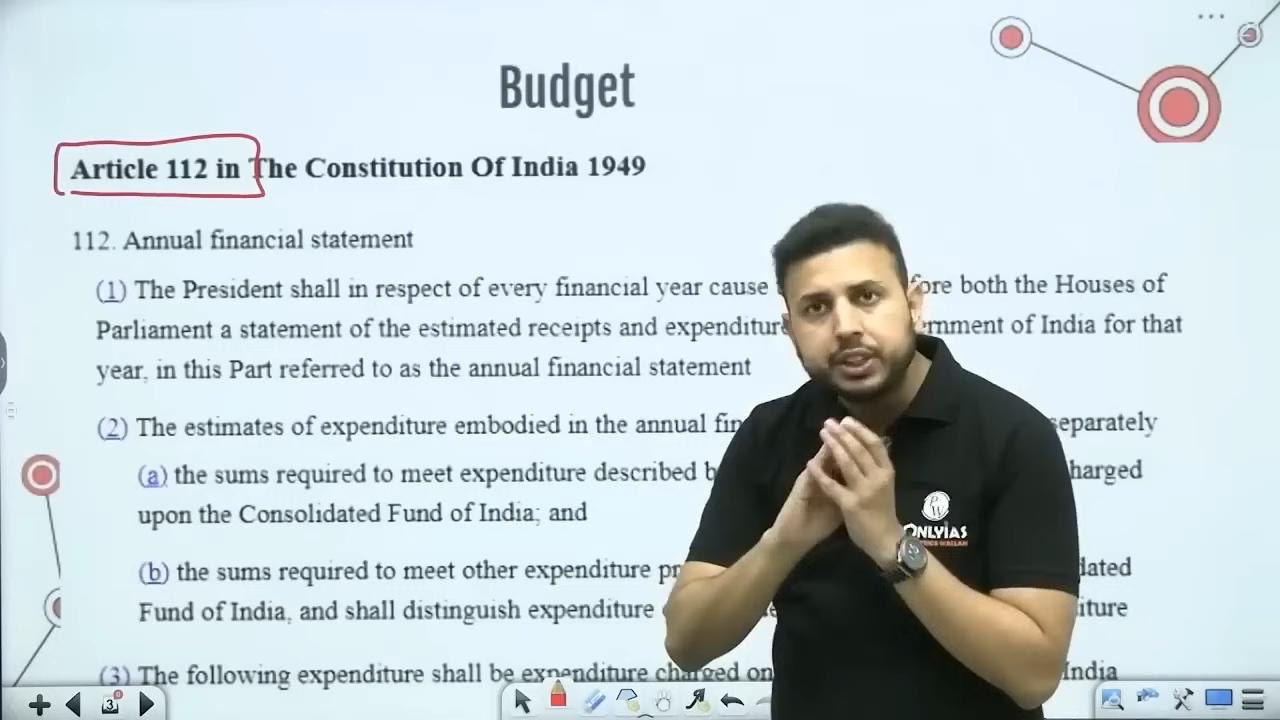 Budget
Article 112 in The Constitution Of India 1949
112. Annual financial statement
(1) The President shall in respect of every financial year cause fore both the Houses of
Parliament a statement of the estimated receipts and expenditure rnment of India for that
year, in this Part referred to as the annual financial statement
(2) The estimates of expenditure embodied in the annual fin separately
(a) the sums required to meet expenditure described b harged
upon the Consolidated Fund of India; and
(b) the sums required to meet other expenditure pr dated
Fund of India, and shall distinguish expenditure iture
(3) The following expenditure shall be expenditure charged on India
PW
ONLYIAS
3